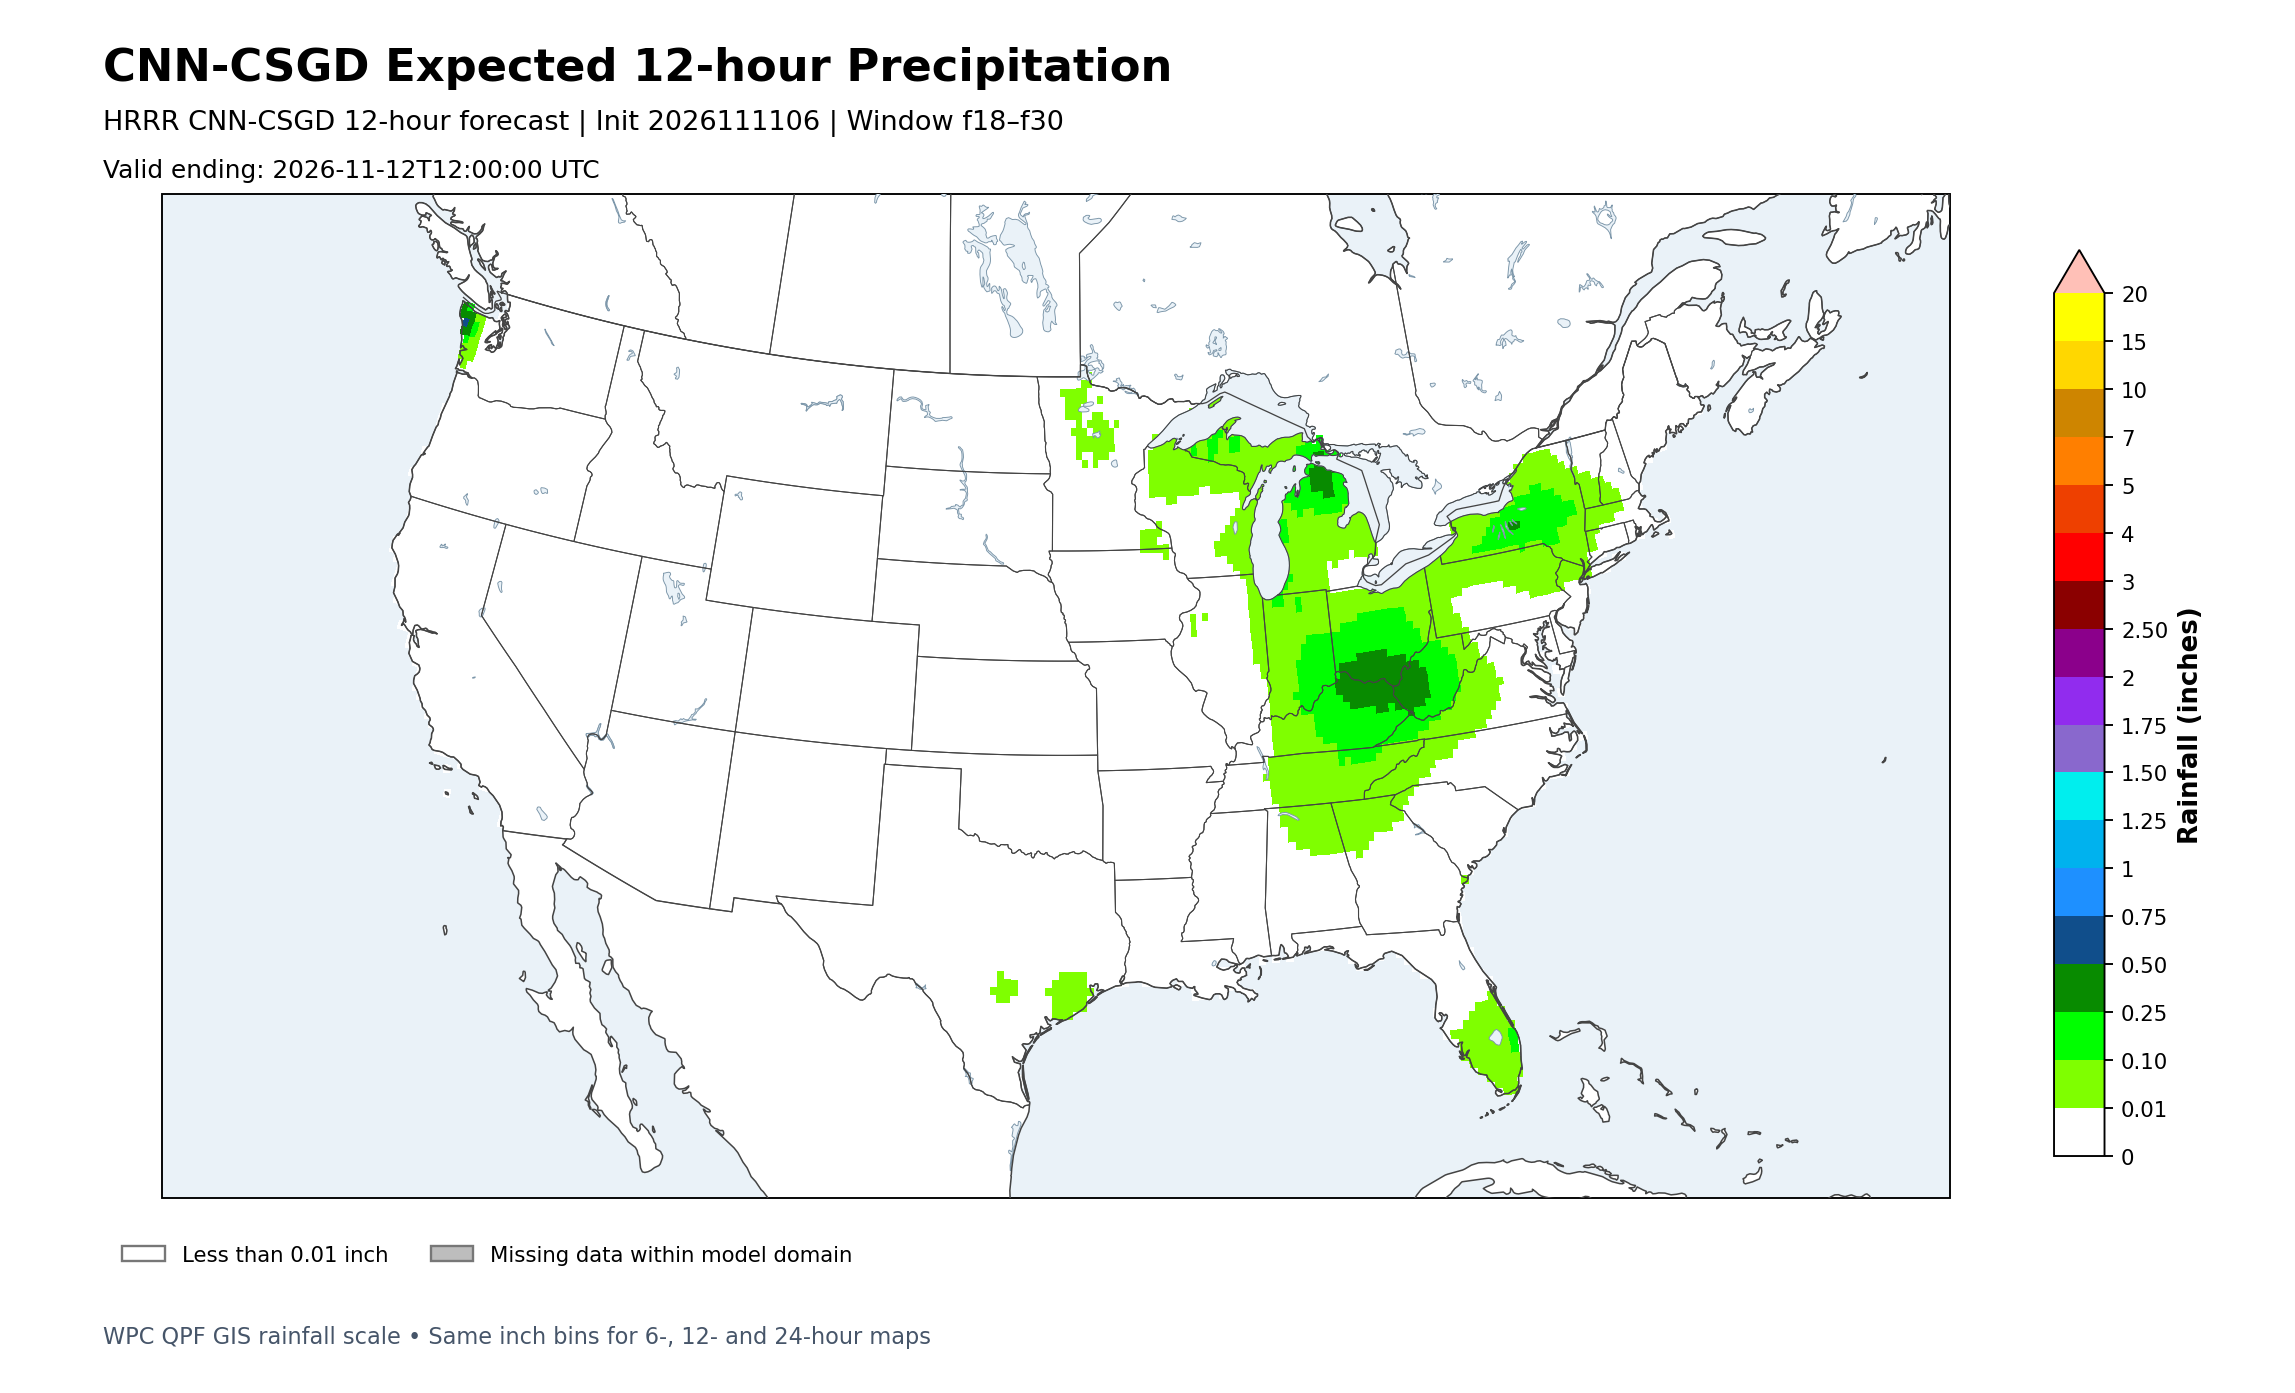 CNN-CSGD Expected 12-hour Precipitation
HRRR CNN-CSGD 12-hour forecast | Init 2026111106 | Window f18–f30
Valid ending: 2026-11-12T12:00:00 UTC
20
15
10
7
5
4
3
2.50
2
1.75
1.50
1.25
1
0.75
0.50
0.25
0.10
0.01
0
Rainfall (inches)
Less than 0.01 inch
Missing data within model domain
WPC QPF GIS rainfall scale • Same inch bins for 6-, 12- and 24-hour maps